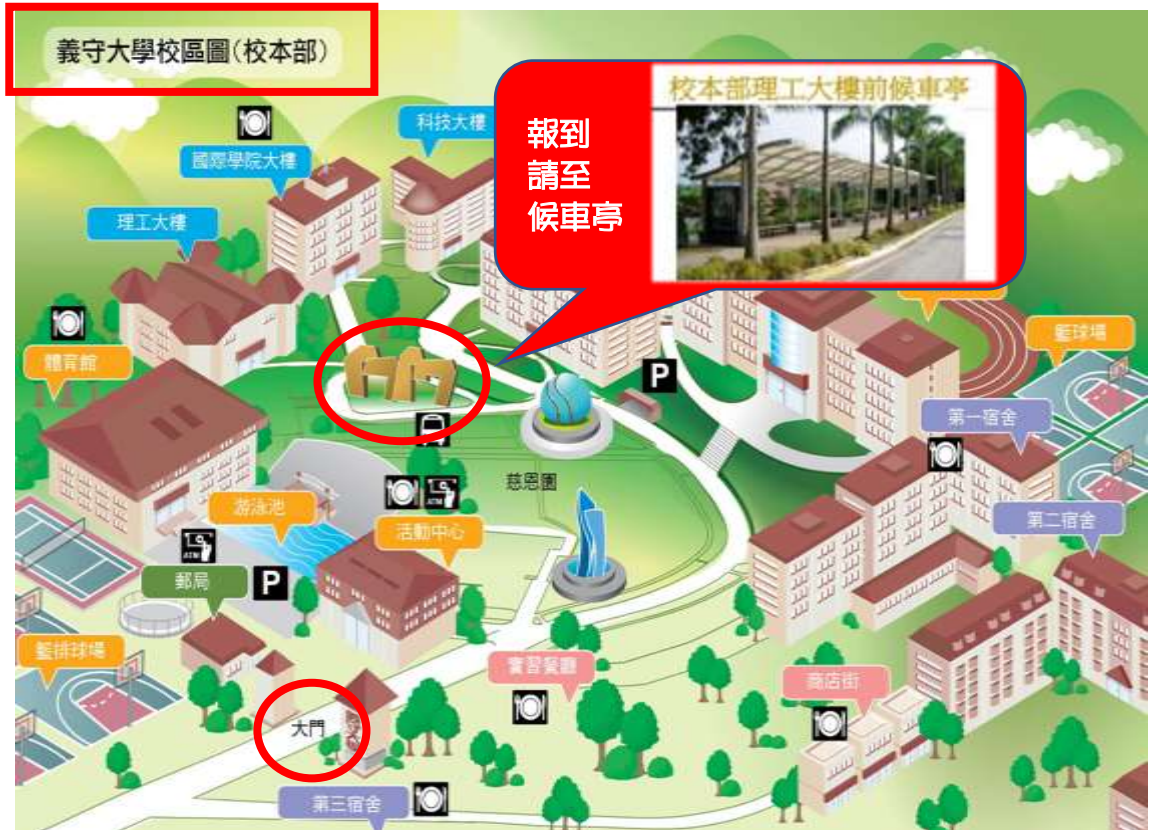 義守大學校區圖(校本部)
校本部理工大樓前候車亭
報到
請至
候車亭
科技大樓
國際學院大樓
理工大樓
體育館
籃球場
第一宿舍
P
慈恩園
游泳池
活動中心
ATM
第二宿舍
ATM
郵局
P
籃排球場
實習餐廳
商店街
大門
第三宿舍